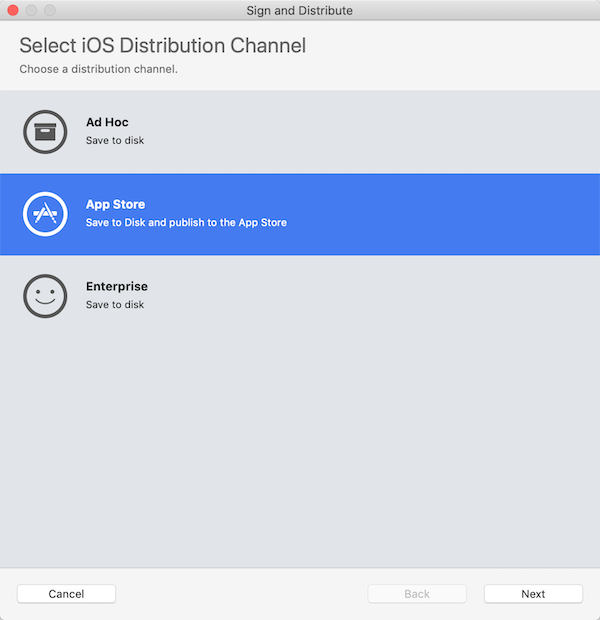 Sign and Distribute
Select iOS Distribution Channel
Choose a distribution channel.
Ad Hoc
Save to disk
App Store
Save to Disk and publish to the App Store
Enterprise
Save to disk
Cancel
Back
Next